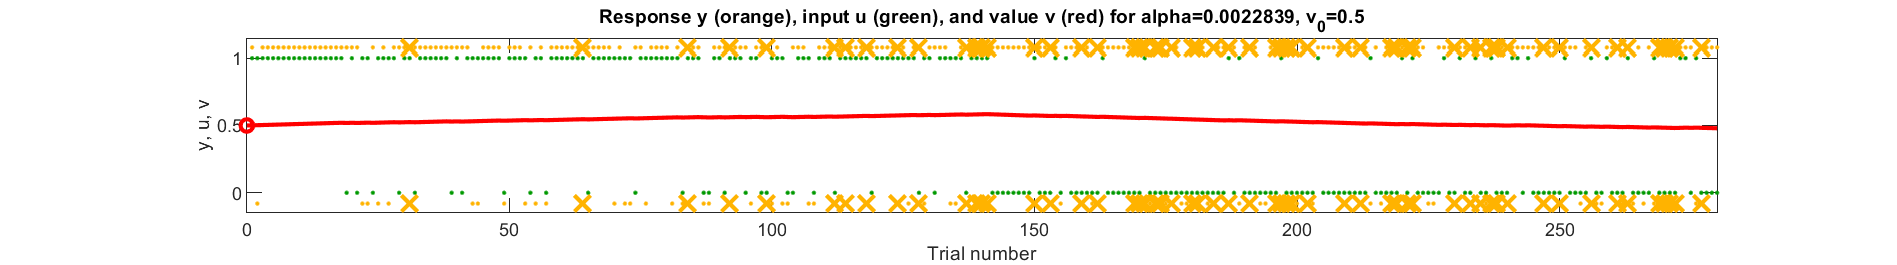 Response y (orange), input u (green), and value v (red) for alpha=0.0022839, v0=0.5
y, u, v
1
0.5
0
0 50 100 150 200 250
Trial number